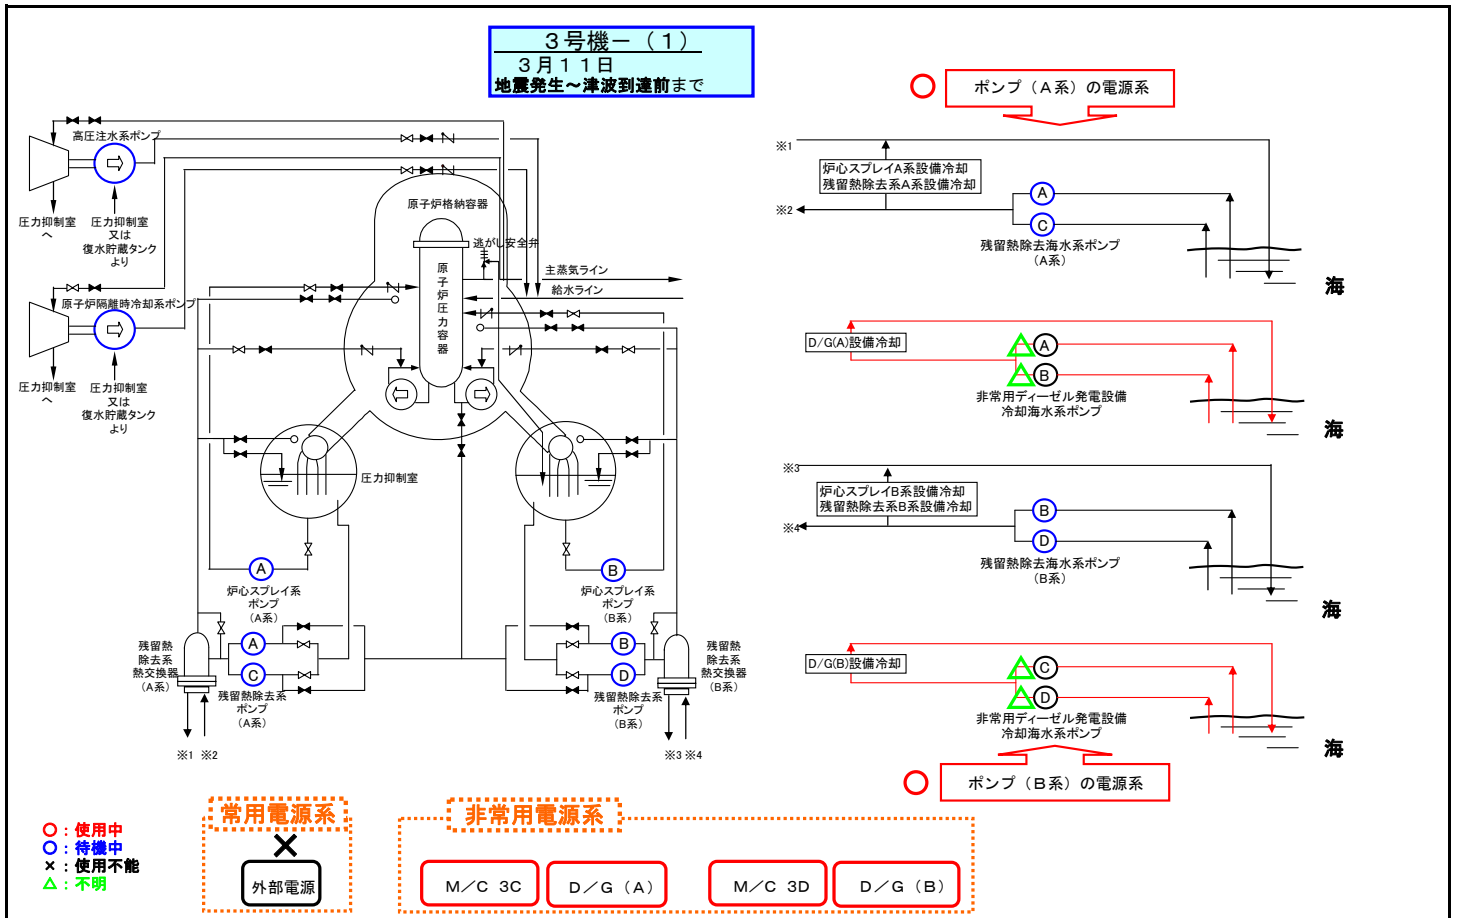 3号機－（1）
3月11日
地震発生～津波到達前まで
高圧注水系ポンプ
圧力抑制室
へ
圧力抑制室
又は
復水貯蔵タンク
より
原子炉隔離時冷却系ポンプ
圧力抑制室
へ
圧力抑制室
又は
復水貯蔵タンク
より
原子炉格納容器
逃がし安全弁
原子炉圧力容器
主蒸気ライン
給水ライン
圧力抑制室
A
炉心スプレイ系
ポンプ
（A系）
B
炉心スプレイ系
ポンプ
（B系）
残留熱
除去系
熱交換器
（A系）
A
C
残留熱除去系
ポンプ
（A系）
B
D
残留熱除去系
ポンプ
（B系）
残留熱
除去系
熱交換器
（B系）
※1 ※2
※3 ※4
ポンプ（A系）の電源系
※1
炉心スプレイA系設備冷却
残留熱除去系A系設備冷却
※2
A
C
残留熱除去海水系ポンプ
（A系）
海
D/G(A)設備冷却
A
B
非常用ディーゼル発電設備
冷却海水系ポンプ
海
※3
炉心スプレイB系設備冷却
残留熱除去系B系設備冷却
※4
B
D
残留熱除去海水系ポンプ
（B系）
海
D/G(B)設備冷却
C
D
非常用ディーゼル発電設備
冷却海水系ポンプ
海
ポンプ（B系）の電源系
○：使用中
○：待機中
×：使用不能
△：不明
常用電源系
×
外部電源
非常用電源系
M／C 3C
D／G（A）
M／C 3D
D／G（B）